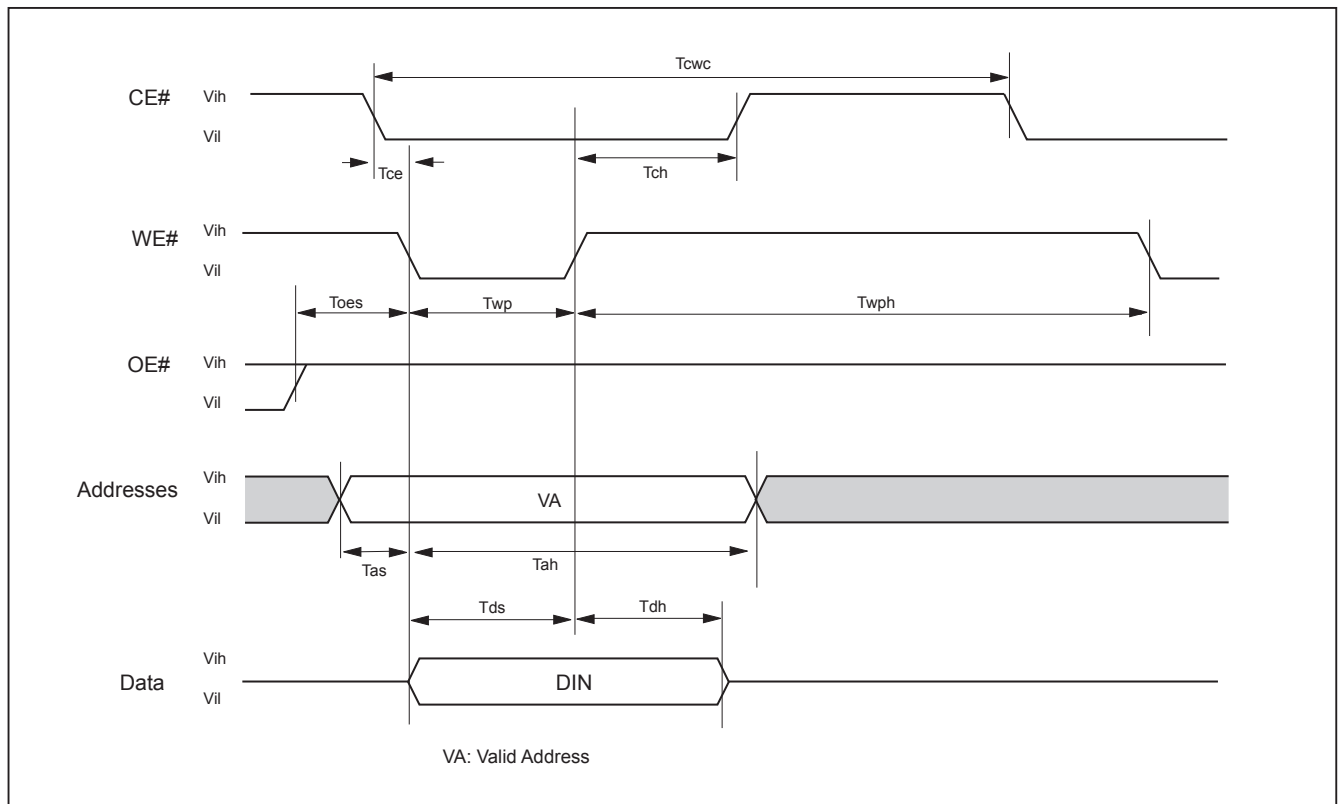 Tcwc
CE#
Vih
Vil
Tce
Tch
WE#
Vih
Vil
Toes
Twp
Twph
OE#
Vih
Vil
Addresses
Vih
Vil
VA
Tas
Tah
Tds
Tdh
Data
Vih
Vil
DIN
VA: Valid Address